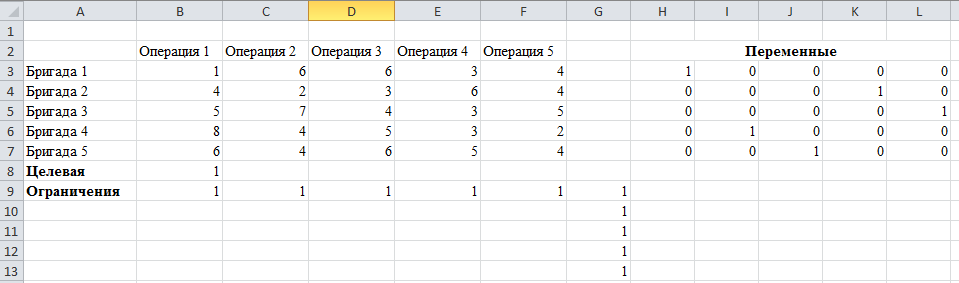 A B C D E F G H I J K L
1
2 Операция 1 Операция 2 Операция 3 Операция 4 Операция 5 Переменные
3 Бригада 1 1 6 6 3 4 1 0 0 0 0
4 Бригада 2 4 2 3 6 4 0 0 0 1 0
5 Бригада 3 5 7 4 3 5 0 0 0 0 1
6 Бригада 4 8 4 5 3 2 0 1 0 0 0
7 Бригада 5 6 4 6 5 4 0 0 1 0 0
8 Целевая 1
9 Ограничения 1 1 1 1 1 1
10 1
11 1
12 1
13 1